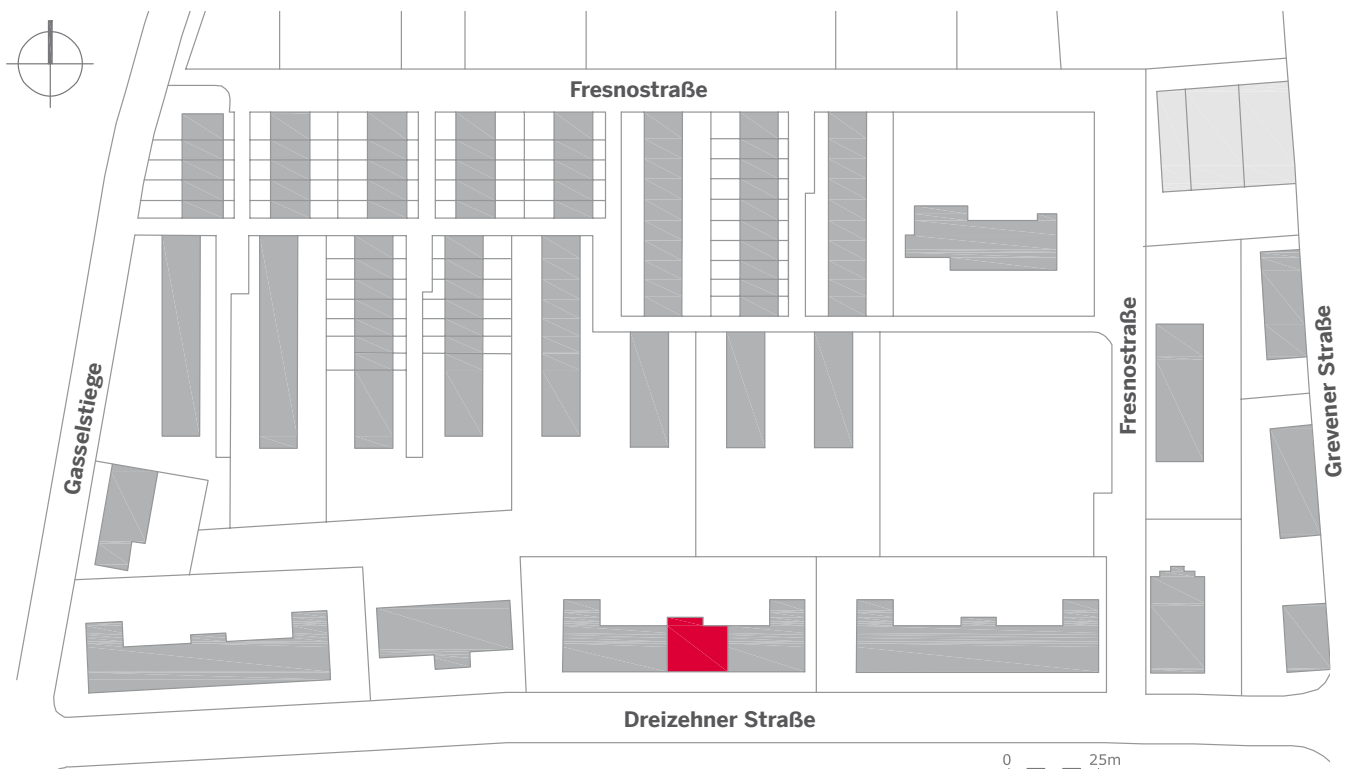 Fresnostraße
Fresnostraße
Grevener Straße
Gasselstiege
Dreizehner Straße
0 25m